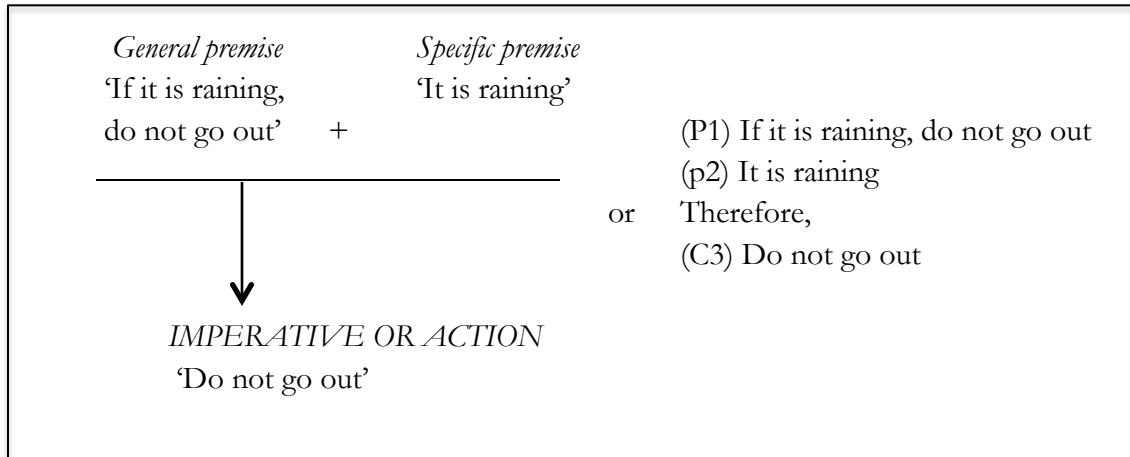 General premise
‘If it is raining,
do not go out’ +
Specific premise
‘It is raining’
IMPERATIVE OR ACTION
‘Do not go out’
or
(P1) If it is raining, do not go out
(p2) It is raining
Therefore,
(C3) Do not go out